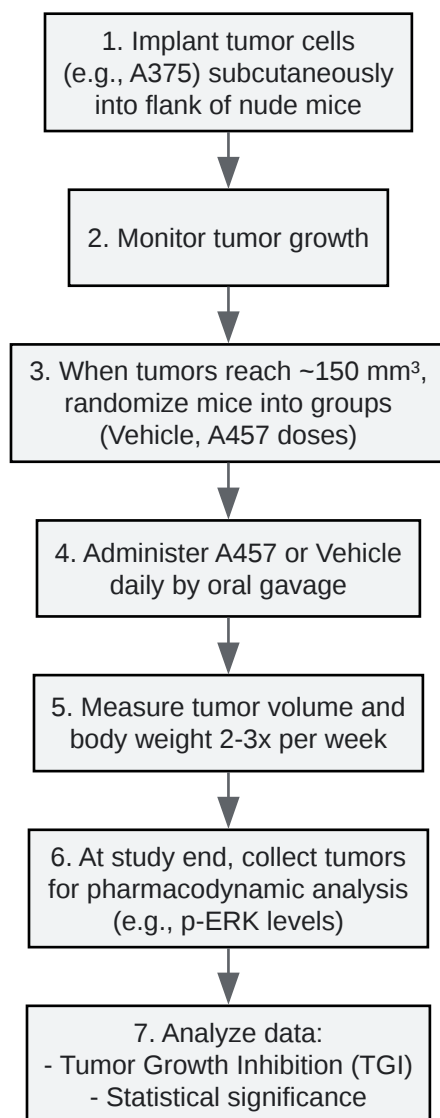 1. Implant tumor cells
(e.g., A375) subcutaneously
into flank of nude mice
2. Monitor tumor growth
3. When tumors reach ~150 mm³,
randomize mice into groups
(Vehicle, A457 doses)
4. Administer A457 or Vehicle
daily by oral gavage
5. Measure tumor volume and
body weight 2-3x per week
6. At study end, collect tumors
for pharmacodynamic analysis
(e.g., p-ERK levels)
7. Analyze data:
- Tumor Growth Inhibition (TGI)
- Statistical significance